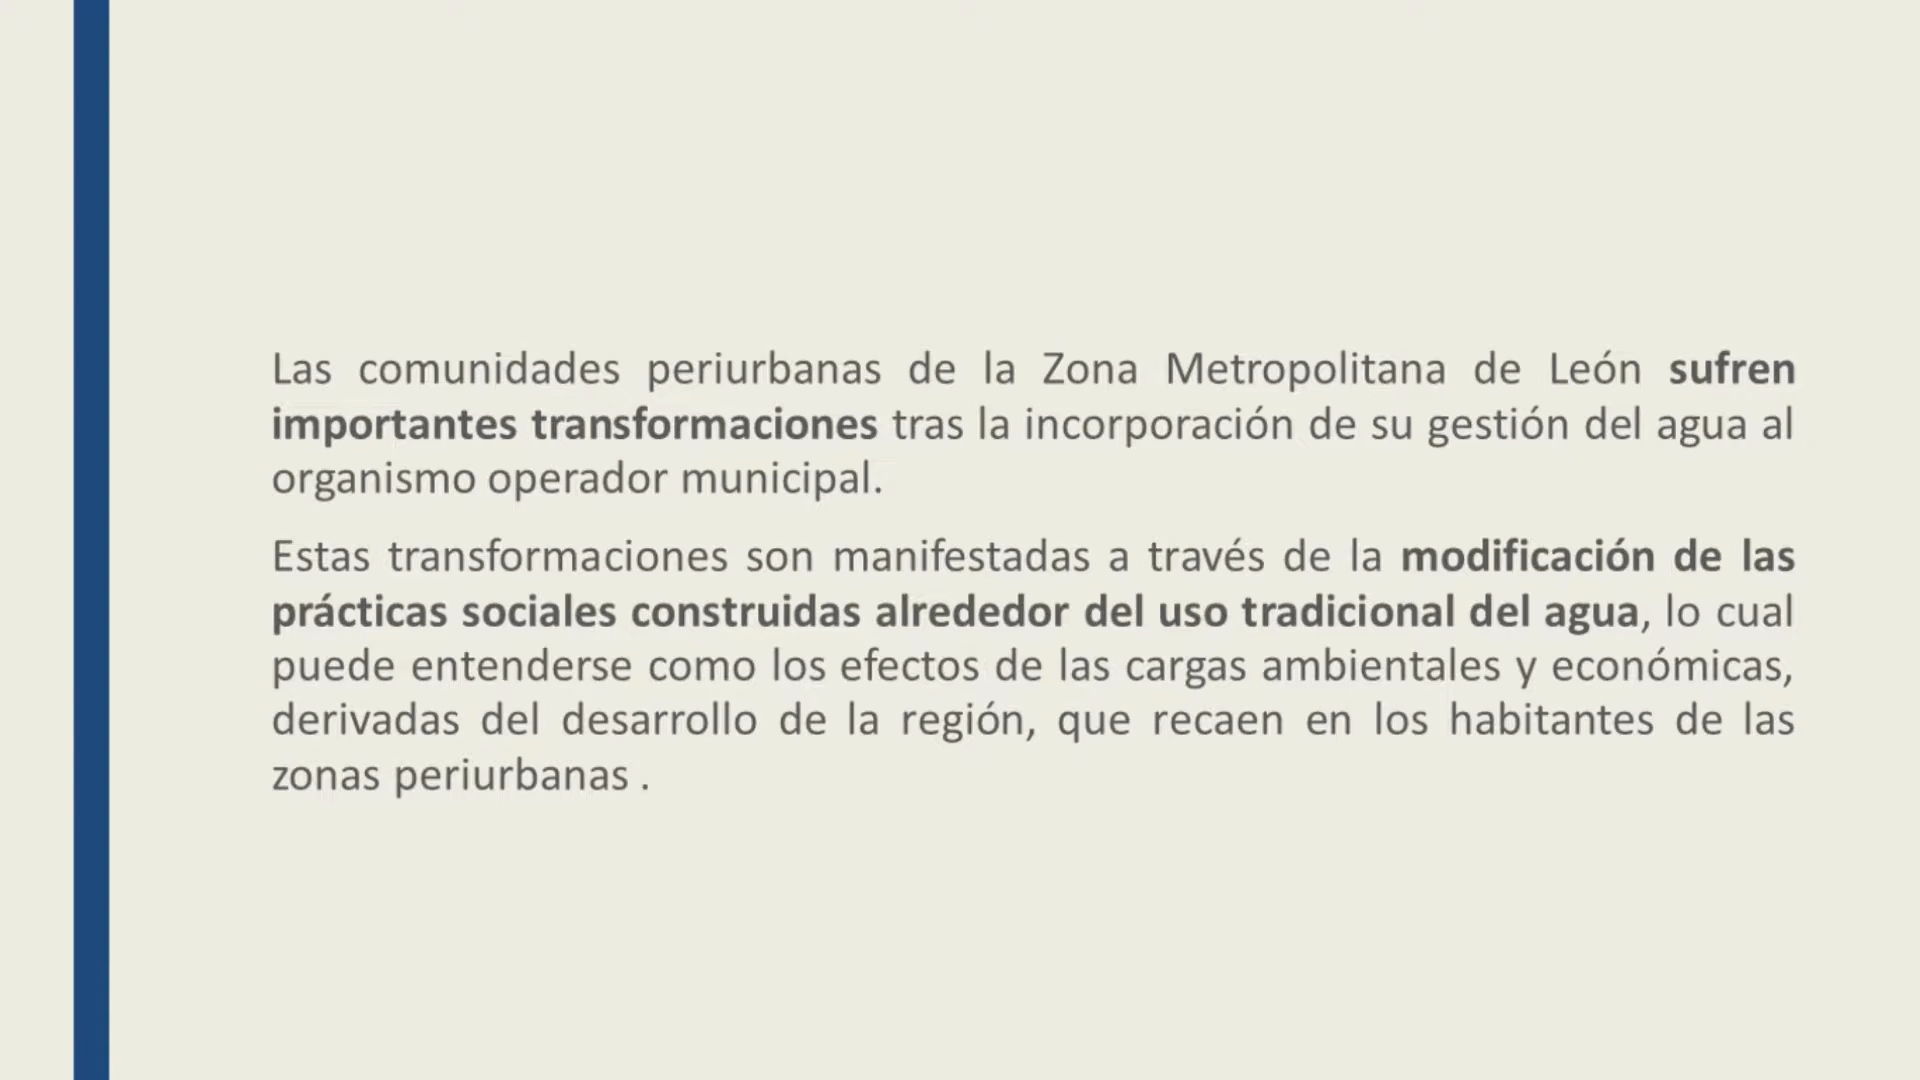 Las comunidades periurbanas de la Zona Metropolitana de León sufren
importantes transformaciones tras la incorporación de su gestión del agua al
organismo operador municipal.
Estas transformaciones son manifestadas a través de la modificación de las
prácticas sociales construidas alrededor del uso tradicional del agua, lo cual
puede entenderse como los efectos de las cargas ambientales y económicas,
derivadas del desarrollo de la región, que recaen en los habitantes de las
zonas periurbanas .